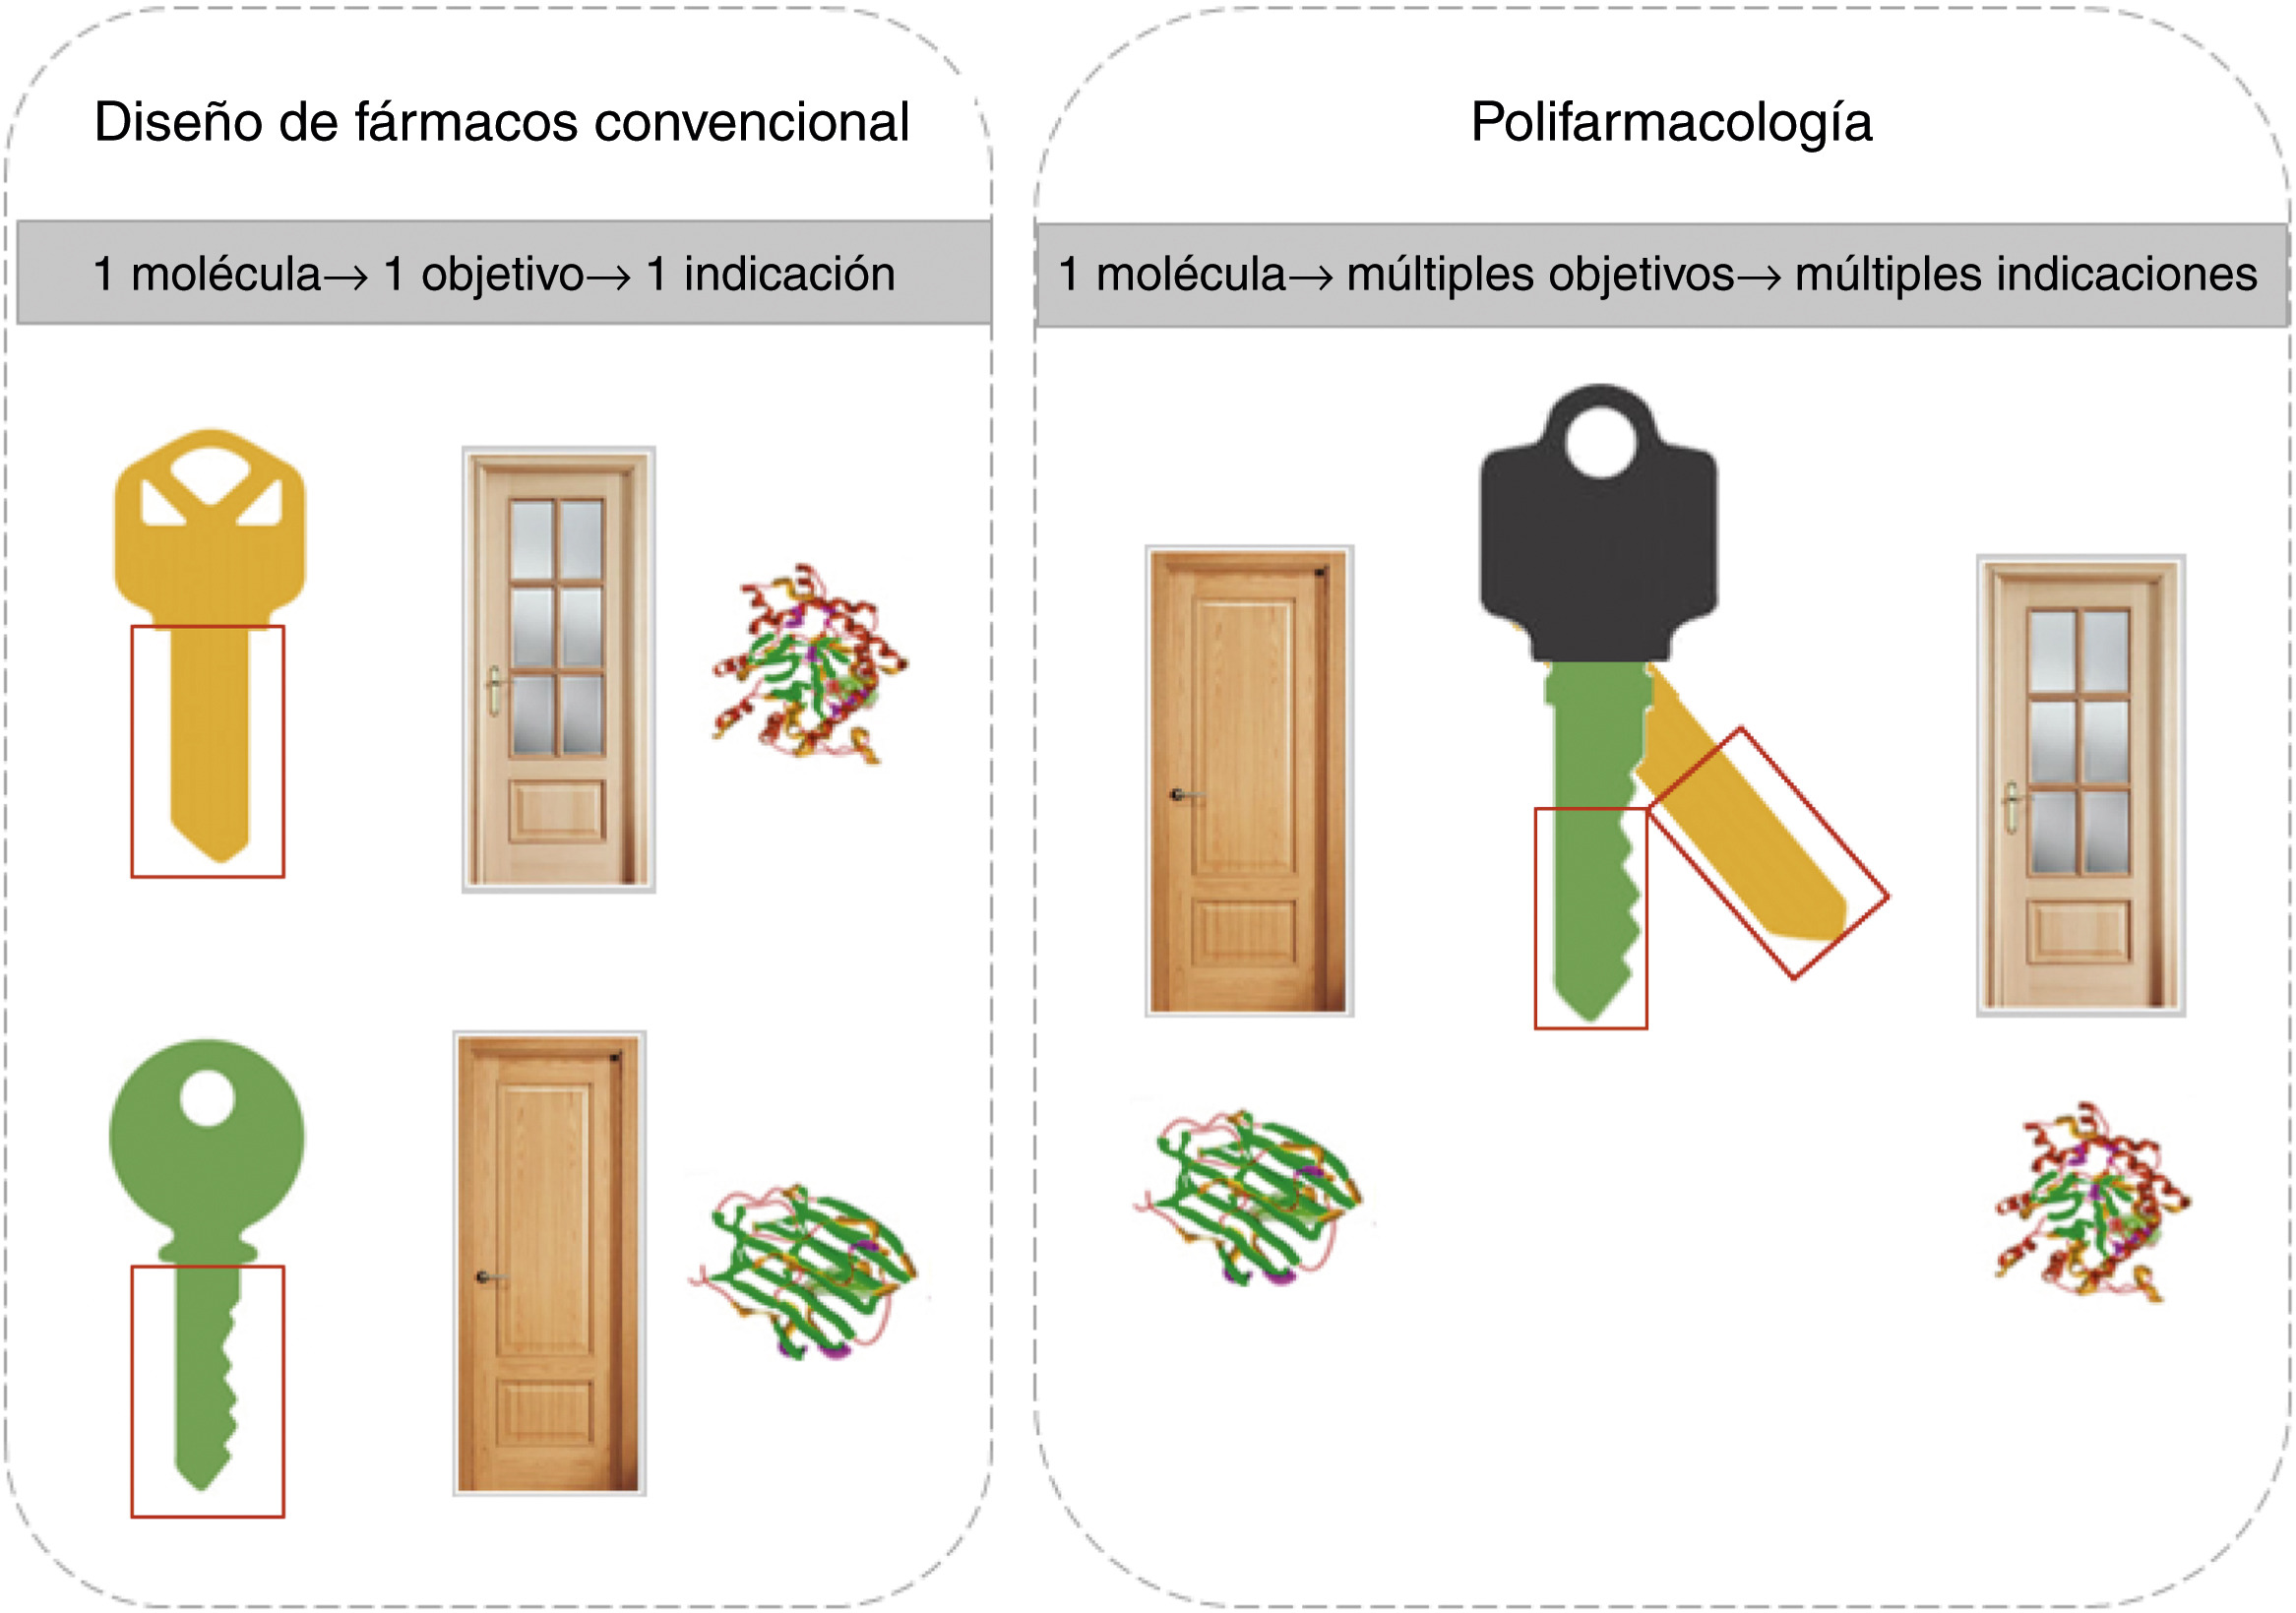 Diseño de fármacos convencional
1 molécula→ 1 objetivo→ 1 indicación
Polifarmacología
1 molécula→ múltiples objetivos→ múltiples indicaciones